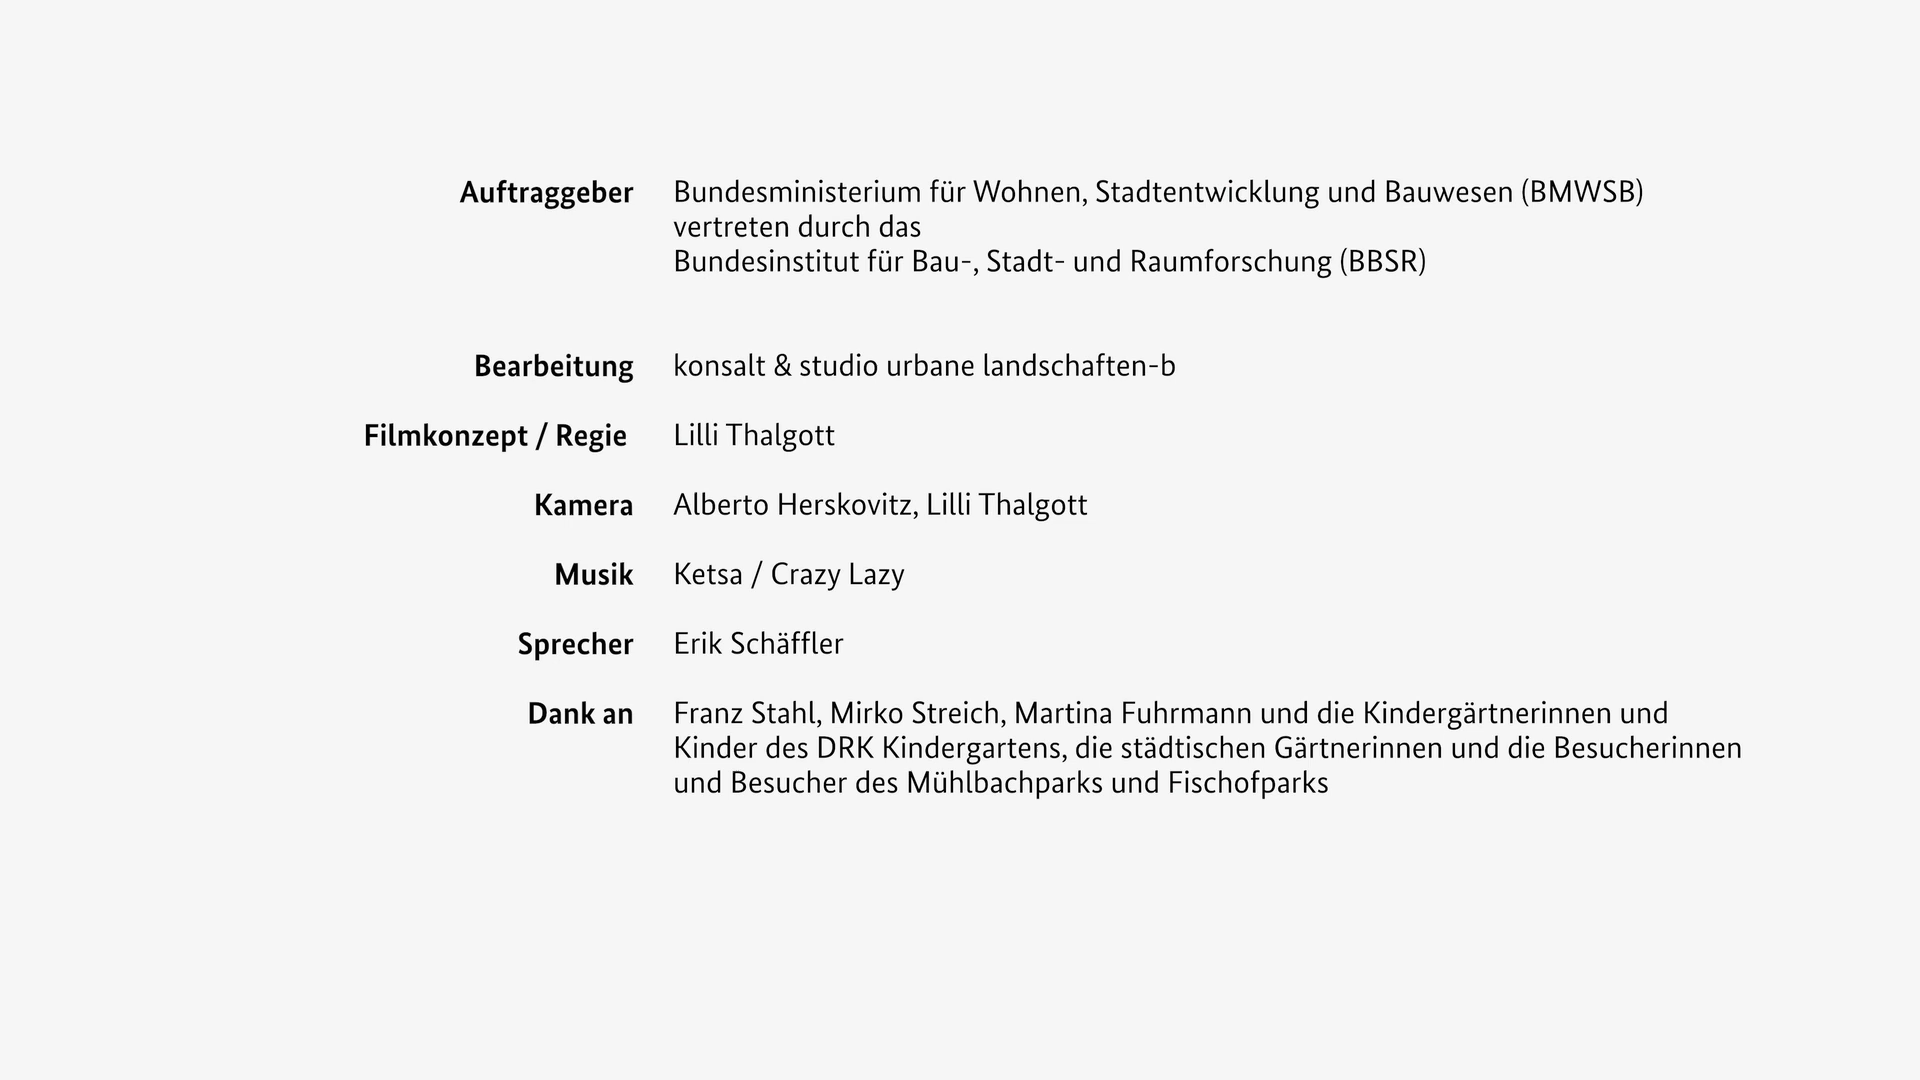 Auftraggeber Bundesministerium für Wohnen, Stadtentwicklung und Bauwesen (BMWSB)
vertreten durch das
Bundesinstitut für Bau-, Stadt- und Raumforschung (BBSR)
Bearbeitung konsalt & studio urbane landschaften-b
Filmkonzept / Regie Lilli Thalgott
Kamera Alberto Herskovitz, Lilli Thalgott
Musik Ketsa / Crazy Lazy
Sprecher Erik Schäffler
Dank an Franz Stahl, Mirko Streich, Martina Fuhrmann und die Kindergärtnerinnen und
Kinder des DRK Kindergartens, die städtischen Gärtnerinnen und die Besucherinnen
und Besucher des Mühlbachparks und Fischofparks